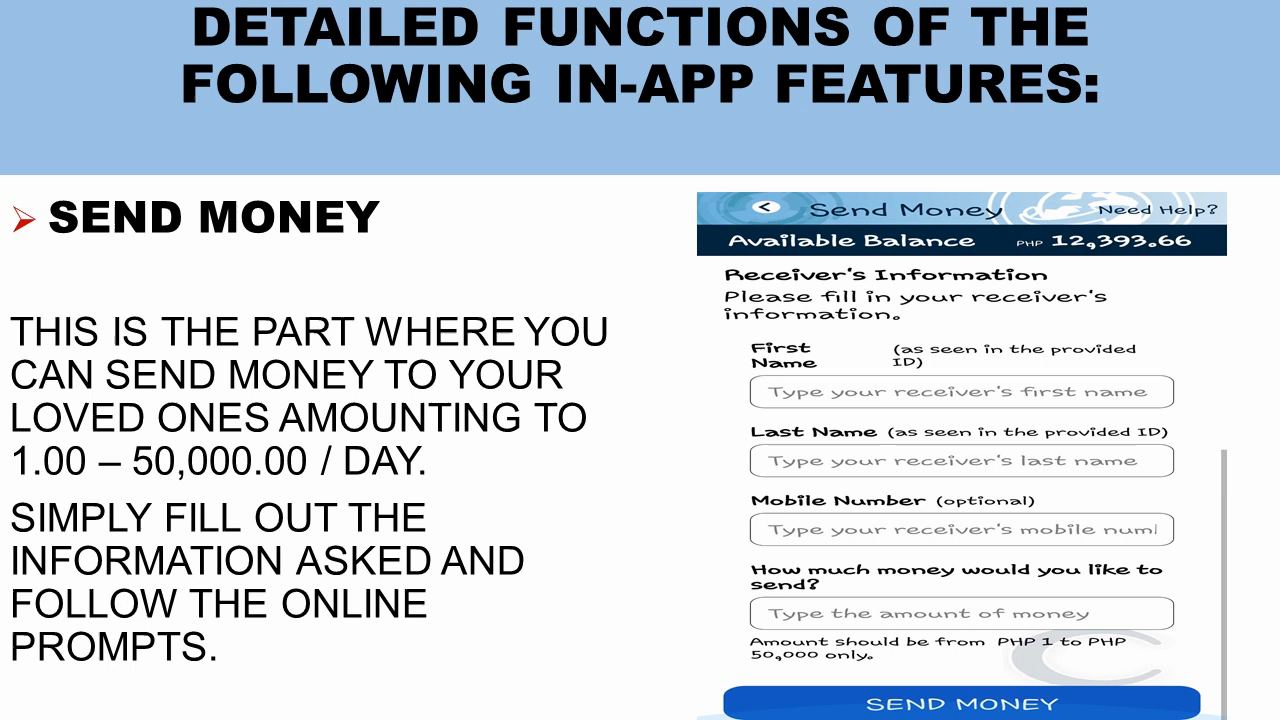 DETAILED FUNCTIONS OF THE
FOLLOWING IN-APP FEATURES:
SEND MONEY
THIS IS THE PART WHERE YOU
CAN SEND MONEY TO YOUR
LOVED ONES AMOUNTING TO
1.00 – 50,000.00 / DAY.
SIMPLY FILL OUT THE
INFORMATION ASKED AND
FOLLOW THE ONLINE
PROMPTS.
Send Money Need Help?
Available Balance PHP 12,393.66
Receiver's Information
Please fill in your receiver's
information.
First Name (as seen in the provided ID)
Type your receiver's first name
Last Name (as seen in the provided ID)
Type your receiver's last name
Mobile Number (optional)
Type your receiver's mobile num
How much money would you like to
send?
Type the amount of money
Amount should be from PHP 1 to PHP
50,000 only.
SEND MONEY